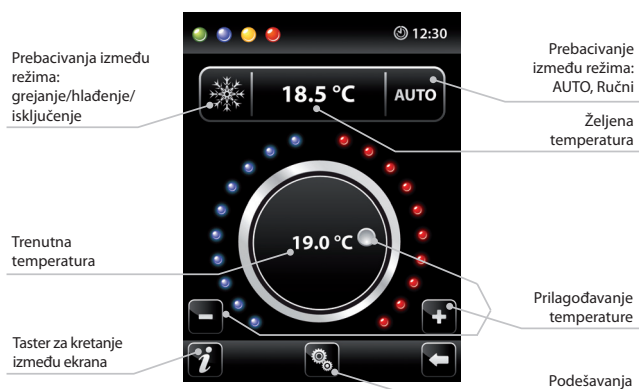 12:30
Prebacivanja između
režima:
grejanje/hlađenje/
isključenje
18.5 °C
AUTO
Prebacivanje
između režima:
AUTO, Ručni
Željena
temperatura
Trenutna
temperatura
19.0 °C
-
+
Prilagođavanje
temperature
Taster za kretanje
između ekrana
i
Podešavanja